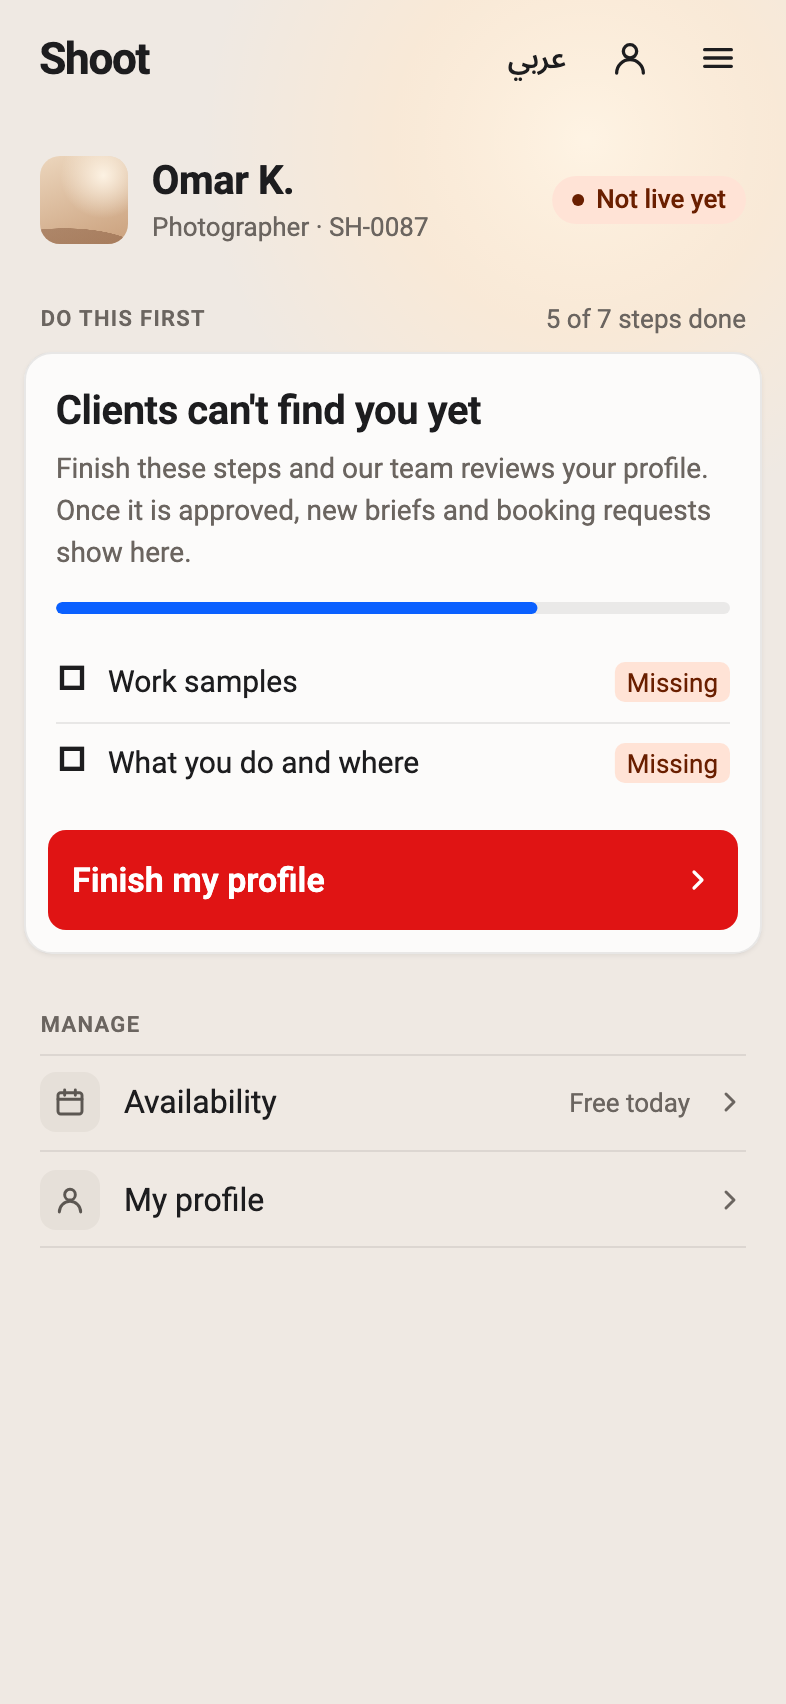 Shoot
عربي
Omar K.
Photographer · SH-0087
Not live yet
DO THIS FIRST
5 of 7 steps done
Clients can't find you yet
Finish these steps and our team reviews your profile.
Once it is approved, new briefs and booking requests
show here.
Work samples
Missing
What you do and where
Missing
Finish my profile
MANAGE
Availability
Free today
My profile